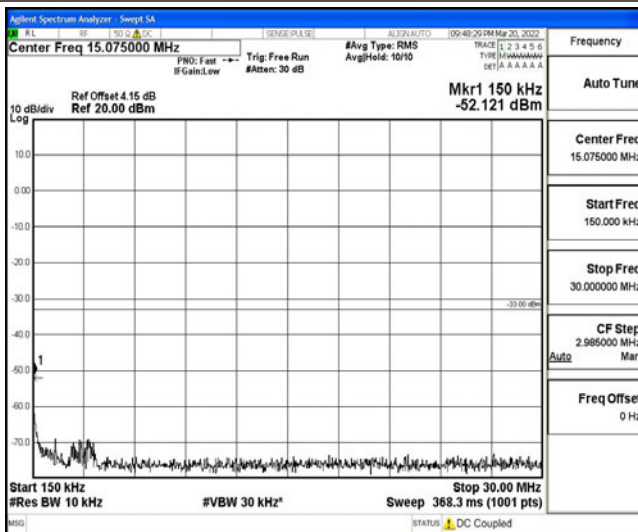 Agilent Spectrum Analyzer - Swept SA
RL RF 50 Ω DC SENSE:PULSE ALIGNAUTO 09:48:29 PM Mar 20, 2022
Center Freq 15.075000 MHz
PNO: Fast
IFGain:Low
Trig: Free Run
#Atten: 30 dB
#Avg Type: RMS
Avg|Hold: 10/10
TRACE 1 2 3 4 5 6
TYPE M
DET A A A A A A
Frequency
Mkr1 150 kHz
-52.121 dBm
Ref Offset 4.15 dB
Ref 20.00 dBm
10 dB/div
Log
10.0
0.00
-10.0
-20.0
-30.0
-33.00 dBm
-40.0
1
-50.0
-60.0
-70.0
Start 150 kHz
Stop 30.00 MHz
#Res BW 10 kHz
#VBW 30 kHz*
Sweep 368.3 ms (1001 pts)
MSG
STATUS DC Coupled
Auto Tune
Center Freq
15.075000 MHz
Start Freq
150.000 kHz
Stop Freq
30.000000 MHz
CF Step
2.985000 MHz
Auto Man
Freq Offset
0 Hz